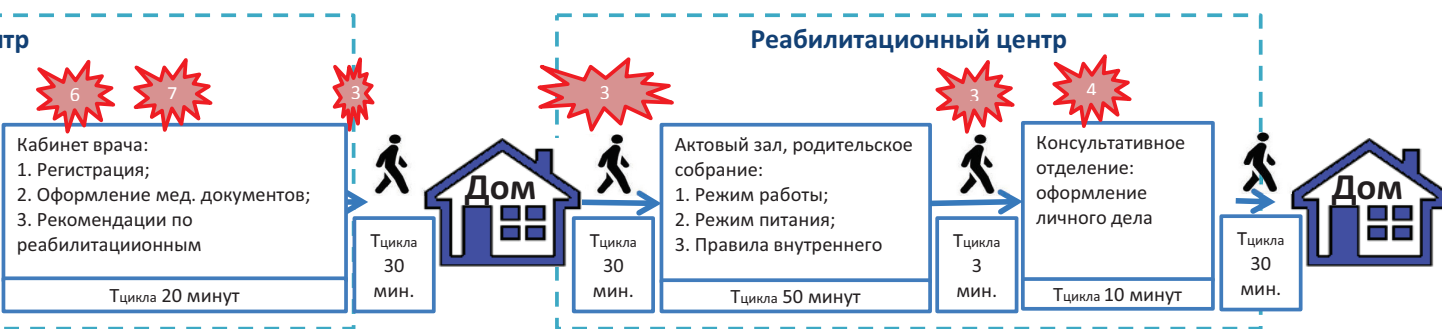 тр
6
7
3
Кабинет врача:
1. Регистрация;
2. Оформление мед. документов;
3. Рекомендации по
реабилитациионным
Тцикла 20 минут
Тцикла
30
мин.
Дом
Реабилитационный центр
3
Тцикла
30
мин.
Актовый зал, родительское
собрание:
1. Режим работы;
2. Режим питания;
3. Правила внутреннего
Тцикла 50 минут
3
Тцикла
3
мин.
4
Консультативное
отделение:
оформление
личного дела
Тцикла 10 минут
Тцикла
30
мин.
Дом